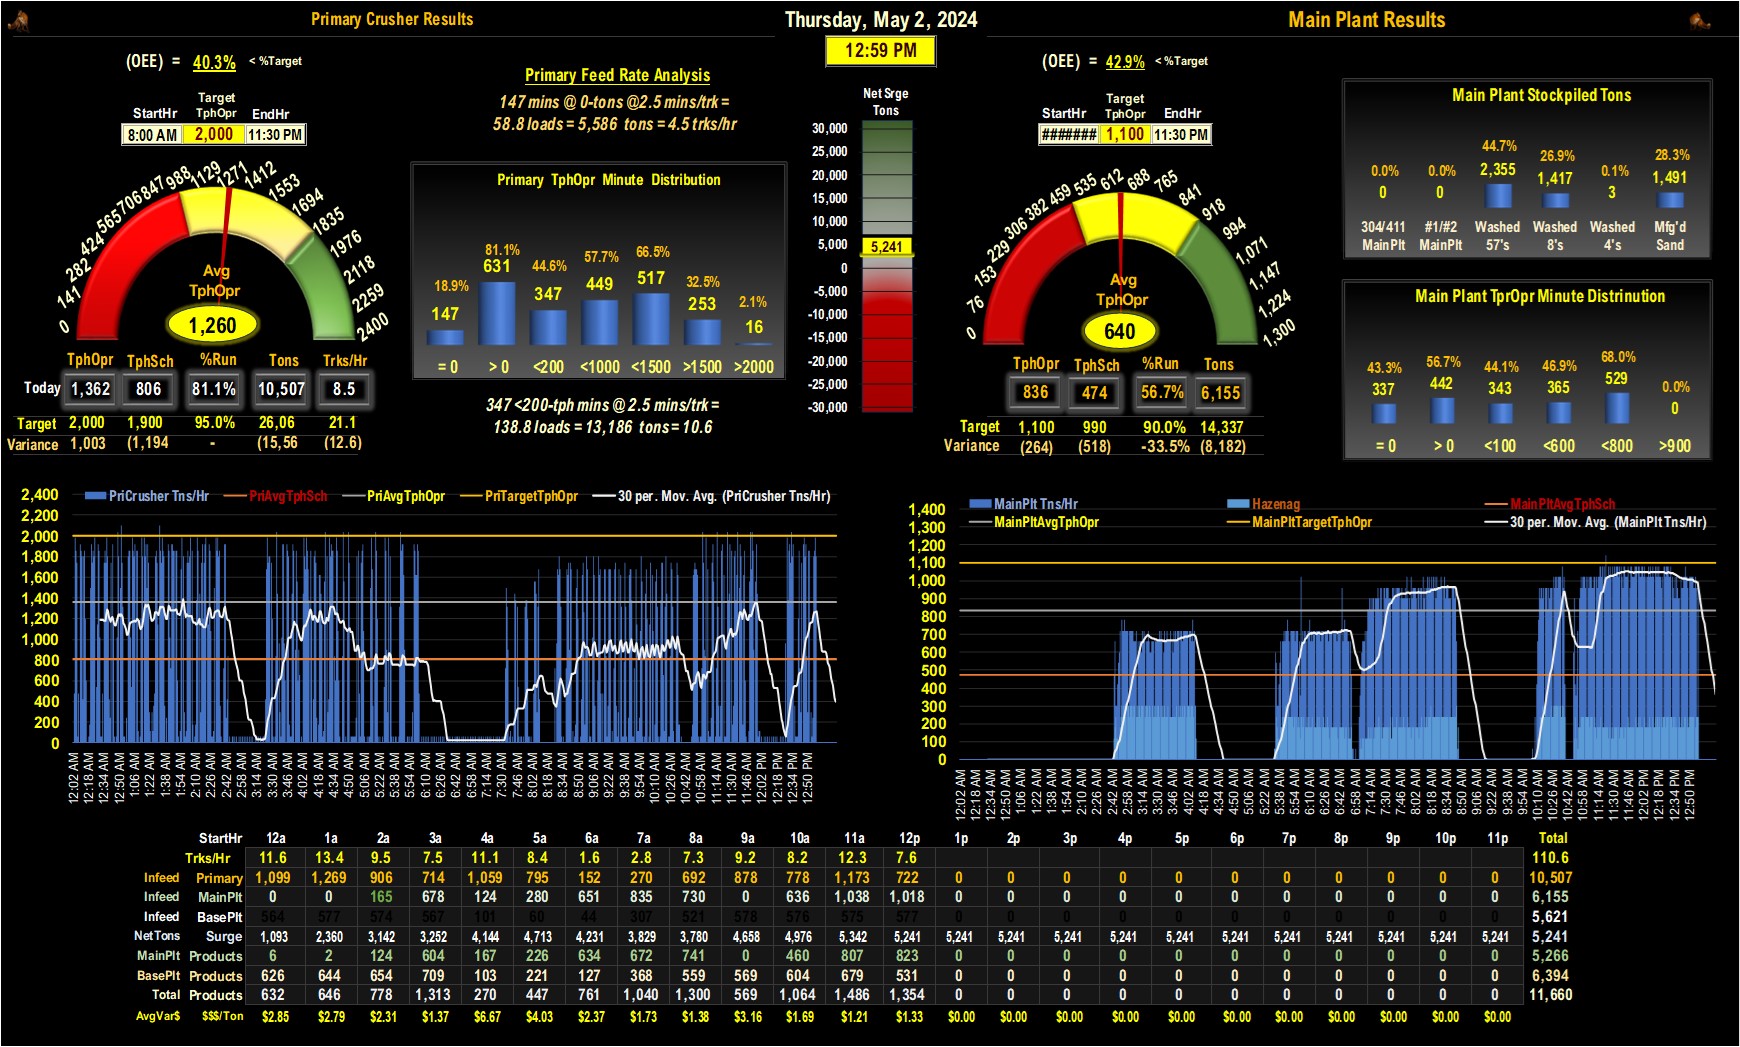 Primary Crusher Results
Thursday, May 2, 2024
Main Plant Results
12:59 PM
(OEE) = 40.3% < %Target
Target
StartHr TphOpr EndHr
8:00 AM 2,000 11:30 PM
0 141 282 424 565 706 847 988 1129 1271 1412 1553 1694 1835 1976 2118 2259 2400
Avg
TphOpr
1,260
TphOpr TphSch %Run Tons Trks/Hr
Today 1,362 806 81.1% 10,507 8.5
Target 2,000 1,900 95.0% 26,06 21.1
Variance 1,003 (1,194 - (15,56 (12.6)
Primary Feed Rate Analysis
147 mins @ 0-tons @2.5 mins/trk =
58.8 loads = 5,586 tons = 4.5 trks/hr
Primary TphOpr Minute Distribution
18.9% 81.1% 44.6% 57.7% 66.5% 32.5% 2.1%
147 631 347 449 517 253 16
= 0 > 0 <200 <1000 <1500 >1500 >2000
347 <200-tph mins @ 2.5 mins/trk =
138.8 loads = 13,186 tons = 10.6
Net Srge
Tons
30,000
25,000
20,000
15,000
10,000
5,000
5,241
0
-5,000
-10,000
-15,000
-20,000
-25,000
-30,000
(OEE) = 42.9% < %Target
Target
StartHr TphOpr EndHr
####### 1,100 11:30 PM
0 76 153 229 306 382 459 535 612 688 765 841 918 994 1,071 1,147 1,224 1,300
Avg
TphOpr
640
TphOpr TphSch %Run Tons
836 474 56.7% 6,155
Target 1,100 990 90.0% 14,337
Variance (264) (518) -33.5% (8,182)
Main Plant Stockpiled Tons
0.0% 0.0% 44.7% 26.9% 0.1% 28.3%
0 0 2,355 1,417 3 1,491
304/411 #1/#2 Washed Washed Washed Mfg'd
MainPlt MainPlt 57's 8's 4's Sand
Main Plant TprOpr Minute Distrinution
43.3% 56.7% 44.1% 46.9% 68.0% 0.0%
337 442 343 365 529 0
= 0 > 0 <100 <600 <800 >900
PriCrusher Tns/Hr PriAvgTphSch PriAvgTphOpr PriTargetTphOpr 30 per. Mov. Avg. (PriCrusher Tns/Hr)
2,400
2,200
2,000
1,800
1,600
1,400
1,200
1,000
800
600
400
200
0
12:02 AM 12:18 AM 12:34 AM 12:50 AM 1:06 AM 1:22 AM 1:38 AM 1:54 AM 2:10 AM 2:26 AM 2:42 AM 2:58 AM 3:14 AM 3:30 AM 3:46 AM 4:02 AM 4:18 AM 4:34 AM 4:50 AM 5:06 AM 5:22 AM 5:38 AM 5:54 AM 6:10 AM 6:26 AM 6:42 AM 6:58 AM 7:14 AM 7:30 AM 7:46 AM 8:02 AM 8:18 AM 8:34 AM 8:50 AM 9:06 AM 9:22 AM 9:38 AM 9:54 AM 10:10 AM 10:26 AM 10:42 AM 10:58 AM 11:14 AM 11:30 AM 11:46 AM 12:02 PM 12:18 PM 12:34 PM 12:50 PM
MainPlt Tns/Hr Hazenag MainPltAvgTphSch
MainPltAvgTphOpr MainPltTargetTphOpr 30 per. Mov. Avg. (MainPlt Tns/Hr)
1,400
1,300
1,200
1,100
1,000
900
800
700
600
500
400
300
200
100
0
12:02 AM 12:18 AM 12:34 AM 12:50 AM 1:06 AM 1:22 AM 1:38 AM 1:54 AM 2:10 AM 2:26 AM 2:42 AM 2:58 AM 3:14 AM 3:30 AM 3:46 AM 4:02 AM 4:18 AM 4:34 AM 4:50 AM 5:06 AM 5:22 AM 5:38 AM 5:54 AM 6:10 AM 6:26 AM 6:42 AM 6:58 AM 7:14 AM 7:30 AM 7:46 AM 8:02 AM 8:18 AM 8:34 AM 8:50 AM 9:06 AM 9:22 AM 9:38 AM 9:54 AM 10:10 AM 10:26 AM 10:42 AM 10:58 AM 11:14 AM 11:30 AM 11:46 AM 12:02 PM 12:18 PM 12:34 PM 12:50 PM
StartHr 12a 1a 2a 3a 4a 5a 6a 7a 8a 9a 10a 11a 12p 1p 2p 3p 4p 5p 6p 7p 8p 9p 10p 11p Total
Trks/Hr 11.6 13.4 9.5 7.5 11.1 8.4 1.6 2.8 7.3 9.2 8.2 12.3 7.6 110.6
Infeed Primary 1,099 1,269 906 714 1,059 795 152 270 692 878 778 1,173 722 0 0 0 0 0 0 0 0 0 0 0 10,507
Infeed MainPlt 0 0 165 678 124 280 651 835 730 0 636 1,038 1,018 0 0 0 0 0 0 0 0 0 0 0 6,155
Infeed BasePlt 564 577 574 567 101 60 44 307 521 578 576 575 577 0 0 0 0 0 0 0 0 0 0 0 5,621
NetTons Surge 1,093 2,360 3,142 3,252 4,144 4,713 4,231 3,829 3,780 4,658 4,976 5,342 5,241 5,241 5,241 5,241 5,241 5,241 5,241 5,241 5,241 5,241 5,241 5,241 5,241
MainPlt Products 6 2 124 604 167 226 634 672 741 0 460 807 823 0 0 0 0 0 0 0 0 0 0 0 5,266
BasePlt Products 626 644 654 709 103 221 127 368 559 569 604 679 531 0 0 0 0 0 0 0 0 0 0 0 6,394
Total Products 632 646 778 1,313 270 447 761 1,040 1,300 569 1,064 1,486 1,354 0 0 0 0 0 0 0 0 0 0 0 11,660
AvgVar$ $$$/Ton $2.85 $2.79 $2.31 $1.37 $6.67 $4.03 $2.37 $1.73 $1.38 $3.16 $1.69 $1.21 $1.33 $0.00 $0.00 $0.00 $0.00 $0.00 $0.00 $0.00 $0.00 $0.00 $0.00 $0.00